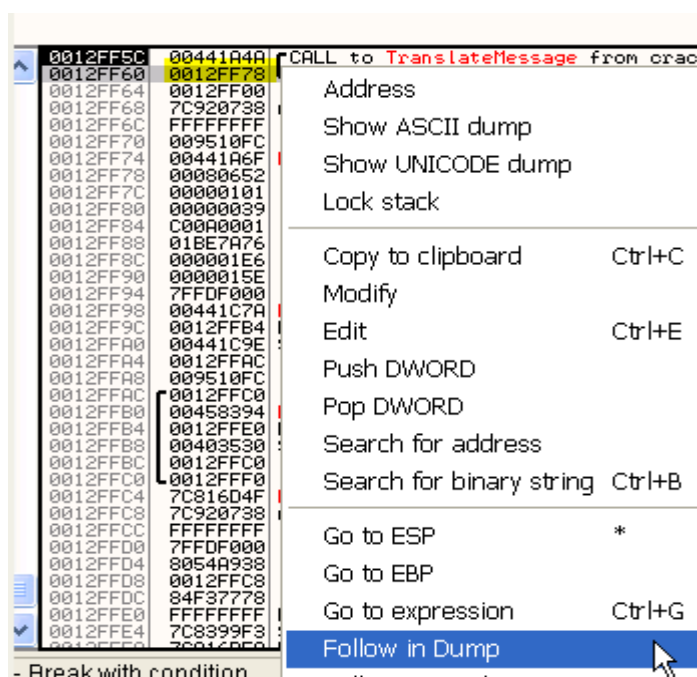 0012FF5C 00441A4A CALL to TranslateMessage from crac
0012FF60 0012FF78
0012FF64 0012FF00
0012FF68 7C920738
0012FF6C FFFFFFFF
0012FF70 009510FC
0012FF74 00441A6F
0012FF78 00080652
0012FF7C 00000101
0012FF80 00000039
0012FF84 C00A0001
0012FF88 01BE7A76
0012FF8C 000001E6
0012FF90 0000015E
0012FF94 7FFDF000
0012FF98 00441C7A
0012FF9C 0012FFB4
0012FFA0 00441C9E
0012FFA4 0012FFAC
0012FFA8 009510FC
0012FFAC 0012FFC0
0012FFB0 00458394
0012FFB4 0012FFE0
0012FFB8 00403530
0012FFBC 0012FFC0
0012FFC0 0012FFF0
0012FFC4 7C816D4F
0012FFC8 7C920738
0012FFCC FFFFFFFF
0012FFD0 7FFDF000
0012FFD4 8054A938
0012FFD8 0012FFC8
0012FFDC 84F37778
0012FFE0 FFFFFFFF
0012FFE4 7C8399F3
Address
Show ASCII dump
Show UNICODE dump
Lock stack
Copy to clipboard Ctrl+C
Modify
Edit Ctrl+E
Push DWORD
Pop DWORD
Search for address
Search for binary string Ctrl+B
Go to ESP *
Go to EBP
Go to expression Ctrl+G
Follow in Dump
- Break with condition